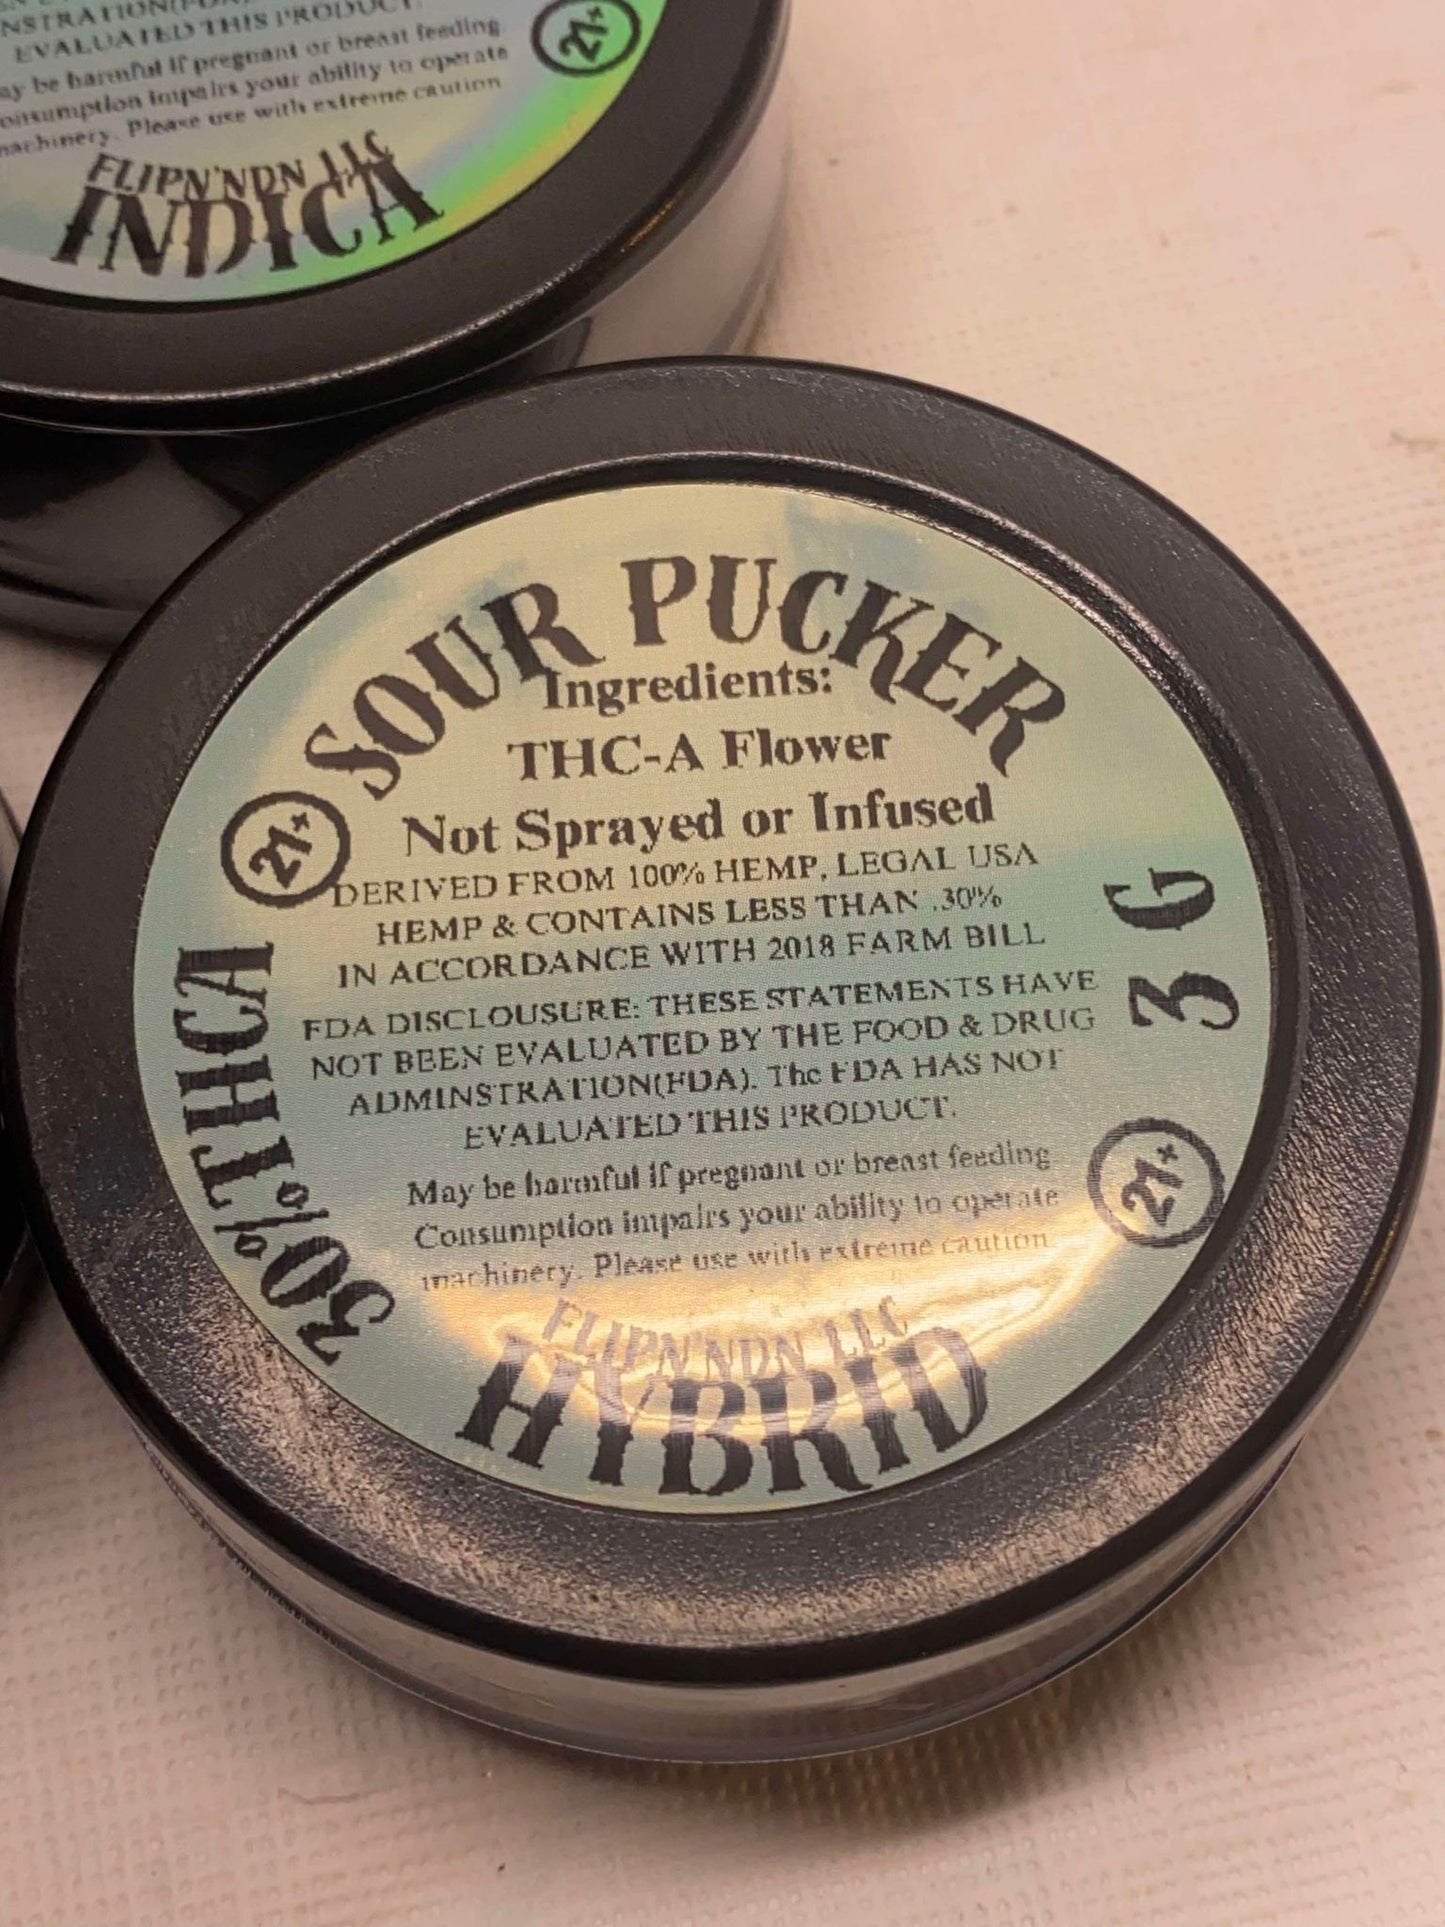 NSTRATION
EVALUATED THIS PRODUCT.
ay be harmful if pregnant or breast feeding
onsumption impairs your ability to operate
machinery. Please use with extreme caution
21+
FLIPN'NDN LLC
INDICA
SOUR PUCKER
Ingredients:
THC-A Flower
Not Sprayed or Infused
21+
DERIVED FROM 100% HEMP, LEGAL USA
HEMP & CONTAINS LESS THAN .30%
IN ACCORDANCE WITH 2018 FARM BILL
3 G
30% THCA
FDA DISCLOUSURE: THESE STATEMENTS HAVE
NOT BEEN EVALUATED BY THE FOOD & DRUG
ADMINSTRATION(FDA). The FDA HAS NOT
EVALUATED THIS PRODUCT.
May be harmful if pregnant or breast feeding
Consumption impairs your ability to operate
machinery. Please use with extreme caution
21+
FLIPN'NDN LLC
HYBRID